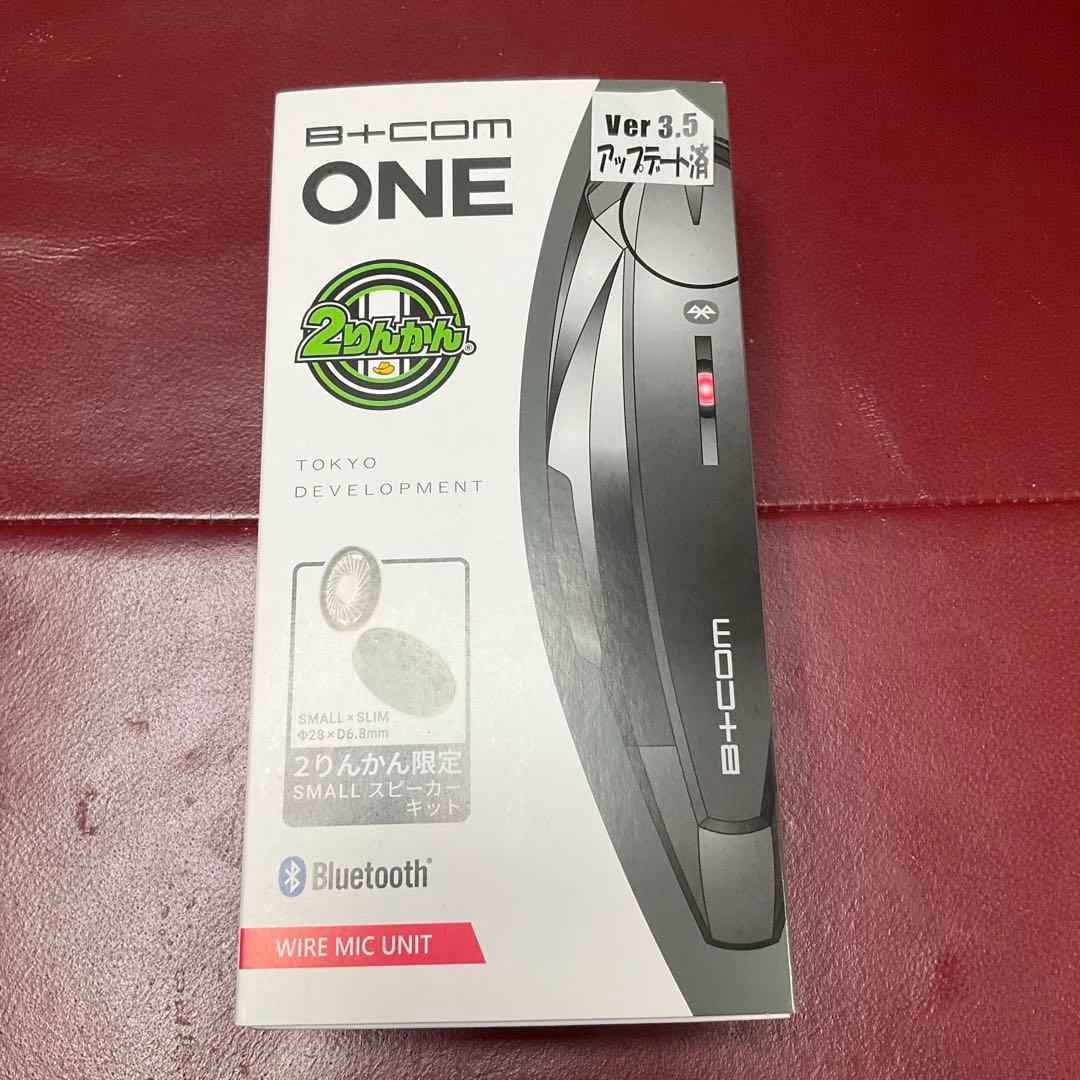 B+COM
ONE
Ver 3.5
アップデート済
2りんかん®
TOKYO
DEVELOPMENT
SMALL×SLIM
Φ28×D6.8mm
2りんかん限定
SMALL スピーカー
キット
Bluetooth®
WIRE MIC UNIT
B+COM